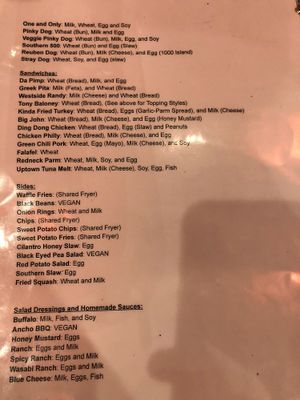 One and Only: Milk, Wheat, Egg and Soy
Pinky Dog: Wheat (Bun), Milk and Egg
Veggie Pinky Dog: Wheat (Bun), Milk, Egg, and Soy
Southern 500: Wheat (Bun) and Egg (Slaw)
Reuben Dog: Wheat (Bun), Milk (Cheese), and Egg (1000 Island)
Stray Dog: Wheat, Soy, and Egg (slaw)
Sandwiches:
Da Pimp: Wheat (Bread), Milk, and Egg
Greek Pita: Milk (Feta), and Wheat (Bread)
Westside Randy: Milk (Cheese) and Wheat (Bread)
Tony Baloney: Wheat (Bread), (See above for Topping Styles)
Kinda Fried Turkey: Wheat (Bread), Eggs (Garlic-Parm Spread), and Milk (Cheese)
Big John: Wheat (Bread), Milk (Cheese), and Egg (Honey Mustard)
Ding Dong Chicken: Wheat (Bread), Egg (Slaw) and Peanuts
Chicken Philly: Wheat (Bread), Milk (Cheese), and Egg
Green Chili Pork: Wheat, Egg (Mayo), Milk (Cheese), and Soy
Falafel: Wheat
Redneck Parm: Wheat, Milk, Soy, and Egg
Uptown Tuna Melt: Wheat, Milk (Cheese), Soy, Egg, Fish
Sides:
Waffle Fries: (Shared Fryer)
Black Beans: VEGAN
Onion Rings: Wheat and Milk
Chips: (Shared Fryer)
Sweet Potato Chips: (Shared Fryer)
Sweet Potato Fries: (Shared Fryer)
Cilantro Honey Slaw: Egg
Black Eyed Pea Salad: VEGAN
Red Potato Salad: Egg
Southern Slaw: Egg
Fried Squash: Wheat and Milk
Salad Dressings and Homemade Sauces:
Buffalo: Milk, Fish, and Soy
Ancho BBQ: VEGAN
Honey Mustard: Eggs
Ranch: Eggs and Milk
Spicy Ranch: Eggs and Milk
Wasabi Ranch: Eggs and Milk
Blue Cheese: Milk, Eggs, Fish